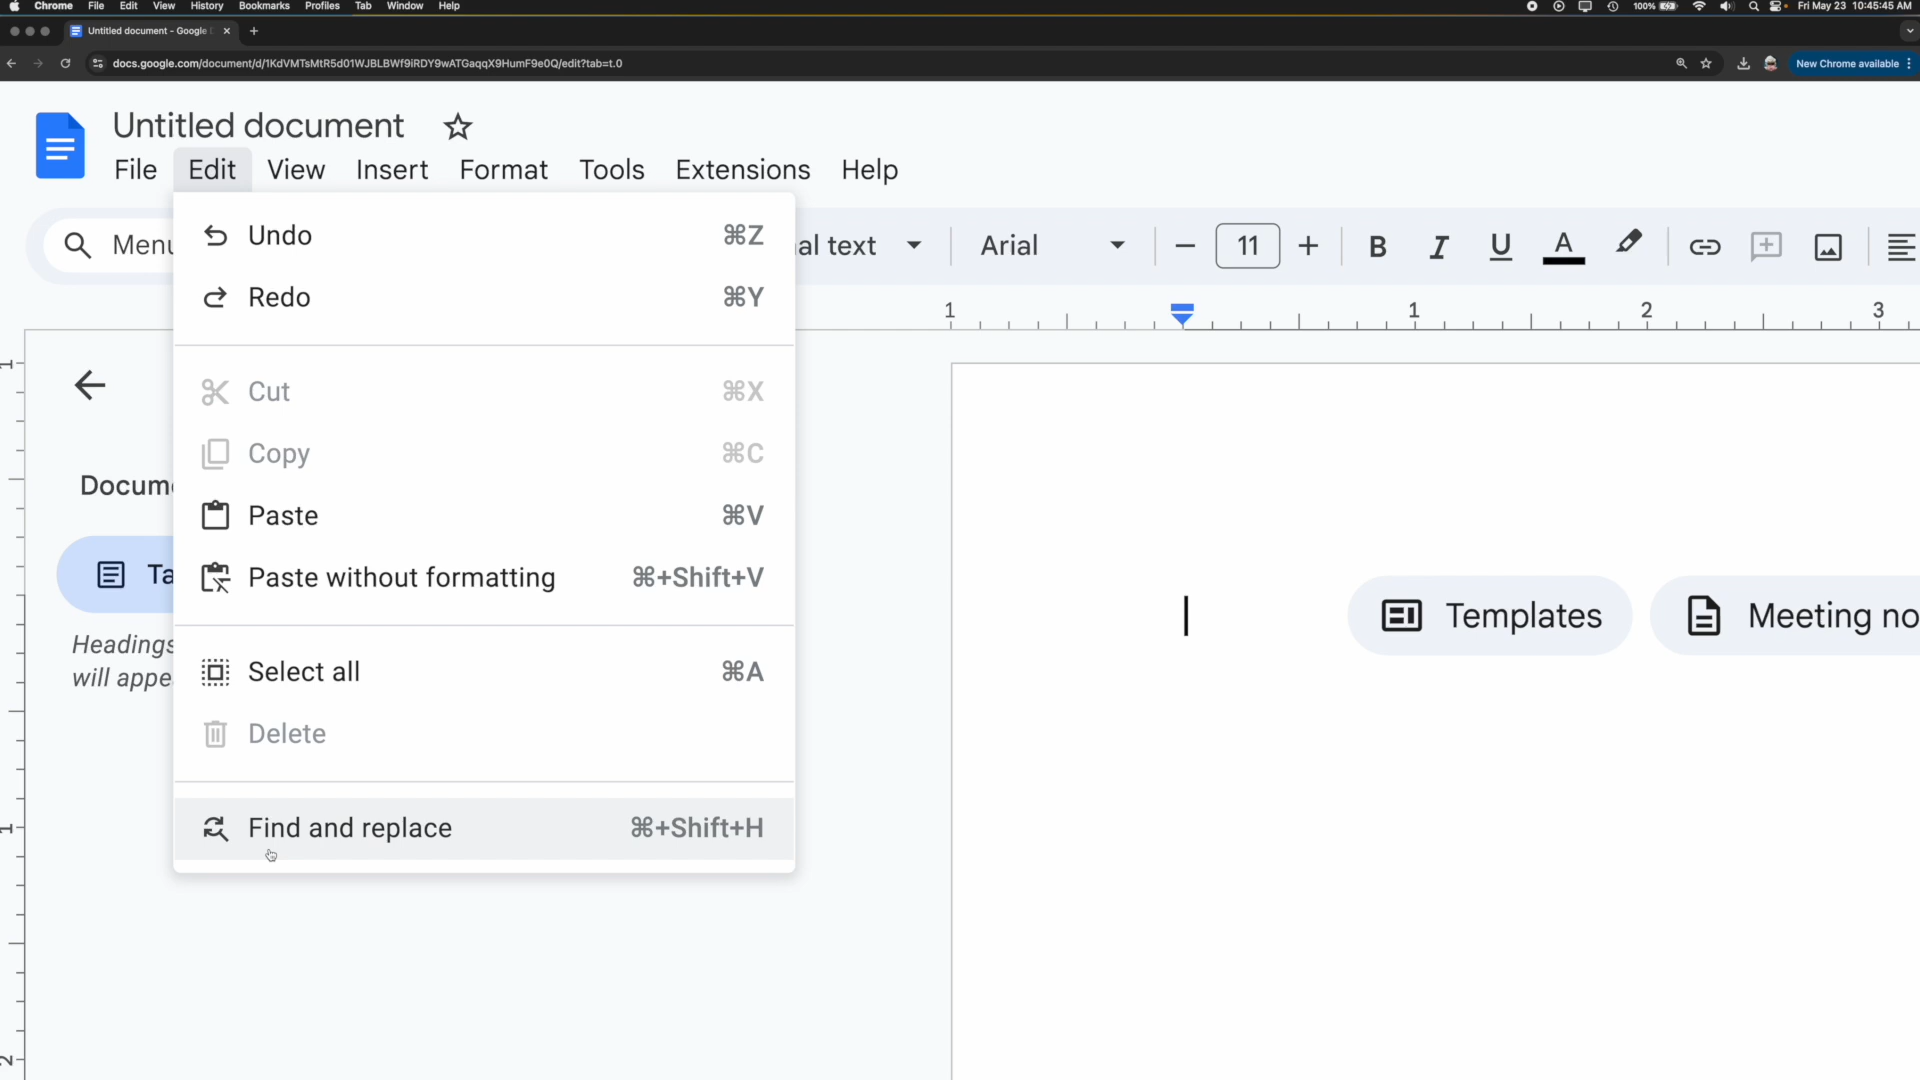 Chrome File Edit View History Bookmarks Profiles Tab Window Help 100% Fri May 23 10:45:45 AM
Untitled document - Google
docs.google.com/document/d/1KdVMTsMtR5d01WJBLBWf9iRDY9wATGaqqX9HumF9e0Q/edit?tab=t.0 New Chrome available
Untitled document
File Edit View Insert Format Tools Extensions Help
Menu al text Arial 11 B I U A
Undo ⌘Z
Redo ⌘Y
1 1 2 3
Cut ⌘X
Copy ⌘C
Docum
Paste ⌘V
Ta
Paste without formatting ⌘+Shift+V
Templates Meeting no
Headings
will appe
Select all ⌘A
Delete
Find and replace ⌘+Shift+H
1
1
2